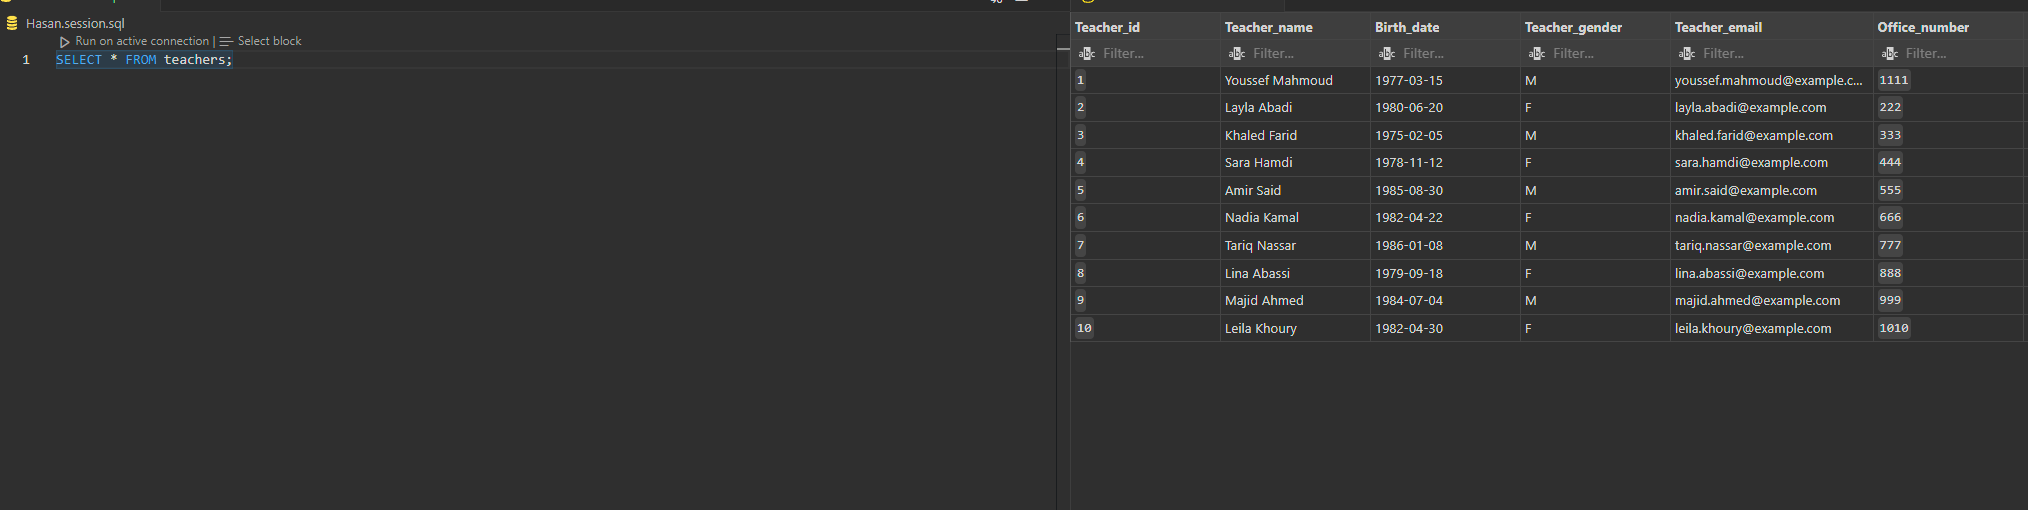 Hasan.session.sql
Run on active connection | Select block
1 SELECT * FROM teachers;
Teacher_id Teacher_name Birth_date Teacher_gender Teacher_email Office_number
abc Filter... abc Filter... abc Filter... abc Filter... abc Filter... abc Filter...
1 Youssef Mahmoud 1977-03-15 M youssef.mahmoud@example.c... 1111
2 Layla Abadi 1980-06-20 F layla.abadi@example.com 222
3 Khaled Farid 1975-02-05 M khaled.farid@example.com 333
4 Sara Hamdi 1978-11-12 F sara.hamdi@example.com 444
5 Amir Said 1985-08-30 M amir.said@example.com 555
6 Nadia Kamal 1982-04-22 F nadia.kamal@example.com 666
7 Tariq Nassar 1986-01-08 M tariq.nassar@example.com 777
8 Lina Abassi 1979-09-18 F lina.abassi@example.com 888
9 Majid Ahmed 1984-07-04 M majid.ahmed@example.com 999
10 Leila Khoury 1982-04-30 F leila.khoury@example.com 1010